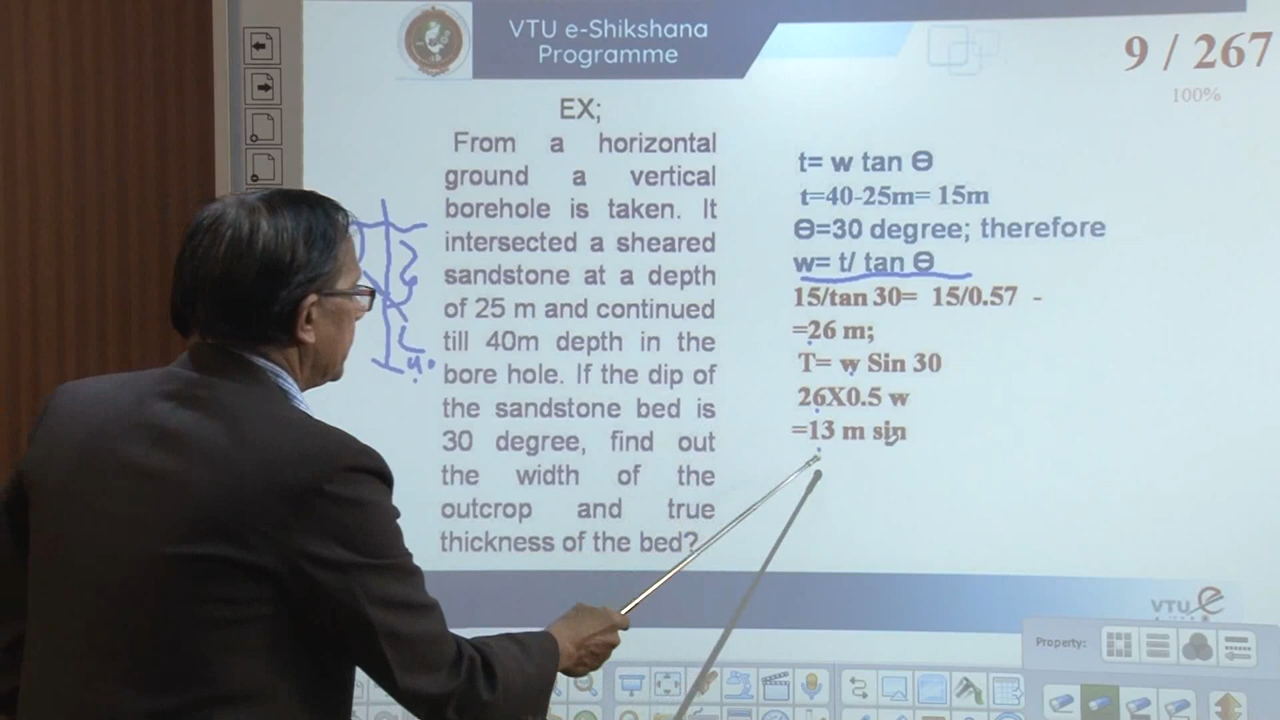 VTU e-Shikshana
Programme
9 / 267
100%
EX;
From a horizontal
ground a vertical
borehole is taken. It
intersected a sheared
sandstone at a depth
of 25 m and continued
till 40m depth in the
bore hole. If the dip of
the sandstone bed is
30 degree, find out
the width of the
outcrop and true
thickness of the bed?
t= w tan Ɵ
t=40-25m= 15m
Ɵ=30 degree; therefore
w= t/ tan Ɵ
15/tan 30= 15/0.57 -
=26 m;
T= w Sin 30
26X0.5 w
=13 m sin
40
VTU e
Property: